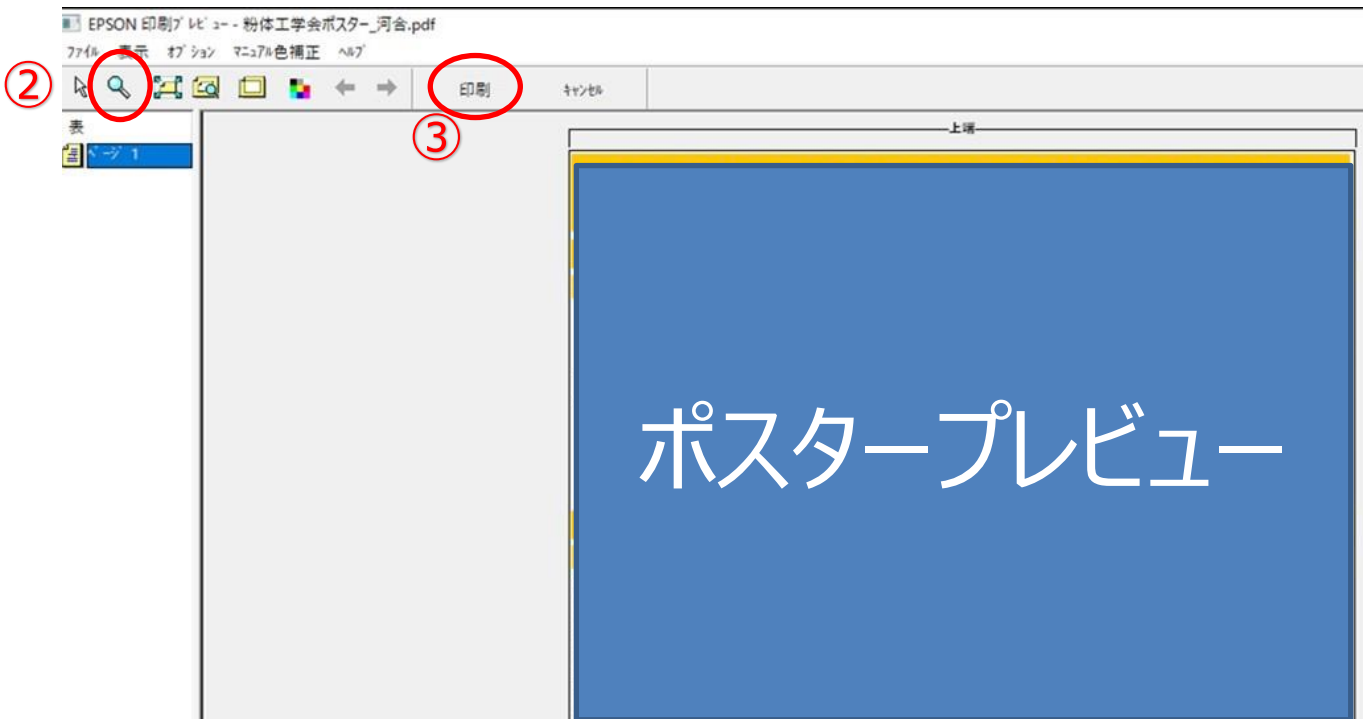 EPSON 印刷ﾌﾟﾚﾋﾞｭｰ - 粉体工学会ポスター_河合.pdf
ﾌｧｲﾙ 表示 ｵﾌﾟｼｮﾝ ﾏﾆｭｱﾙ色補正 ﾍﾙﾌﾟ
② 印刷 ｷｬﾝｾﾙ
③
表
ﾍﾟｰｼﾞ 1
上端
ポスタープレビュー